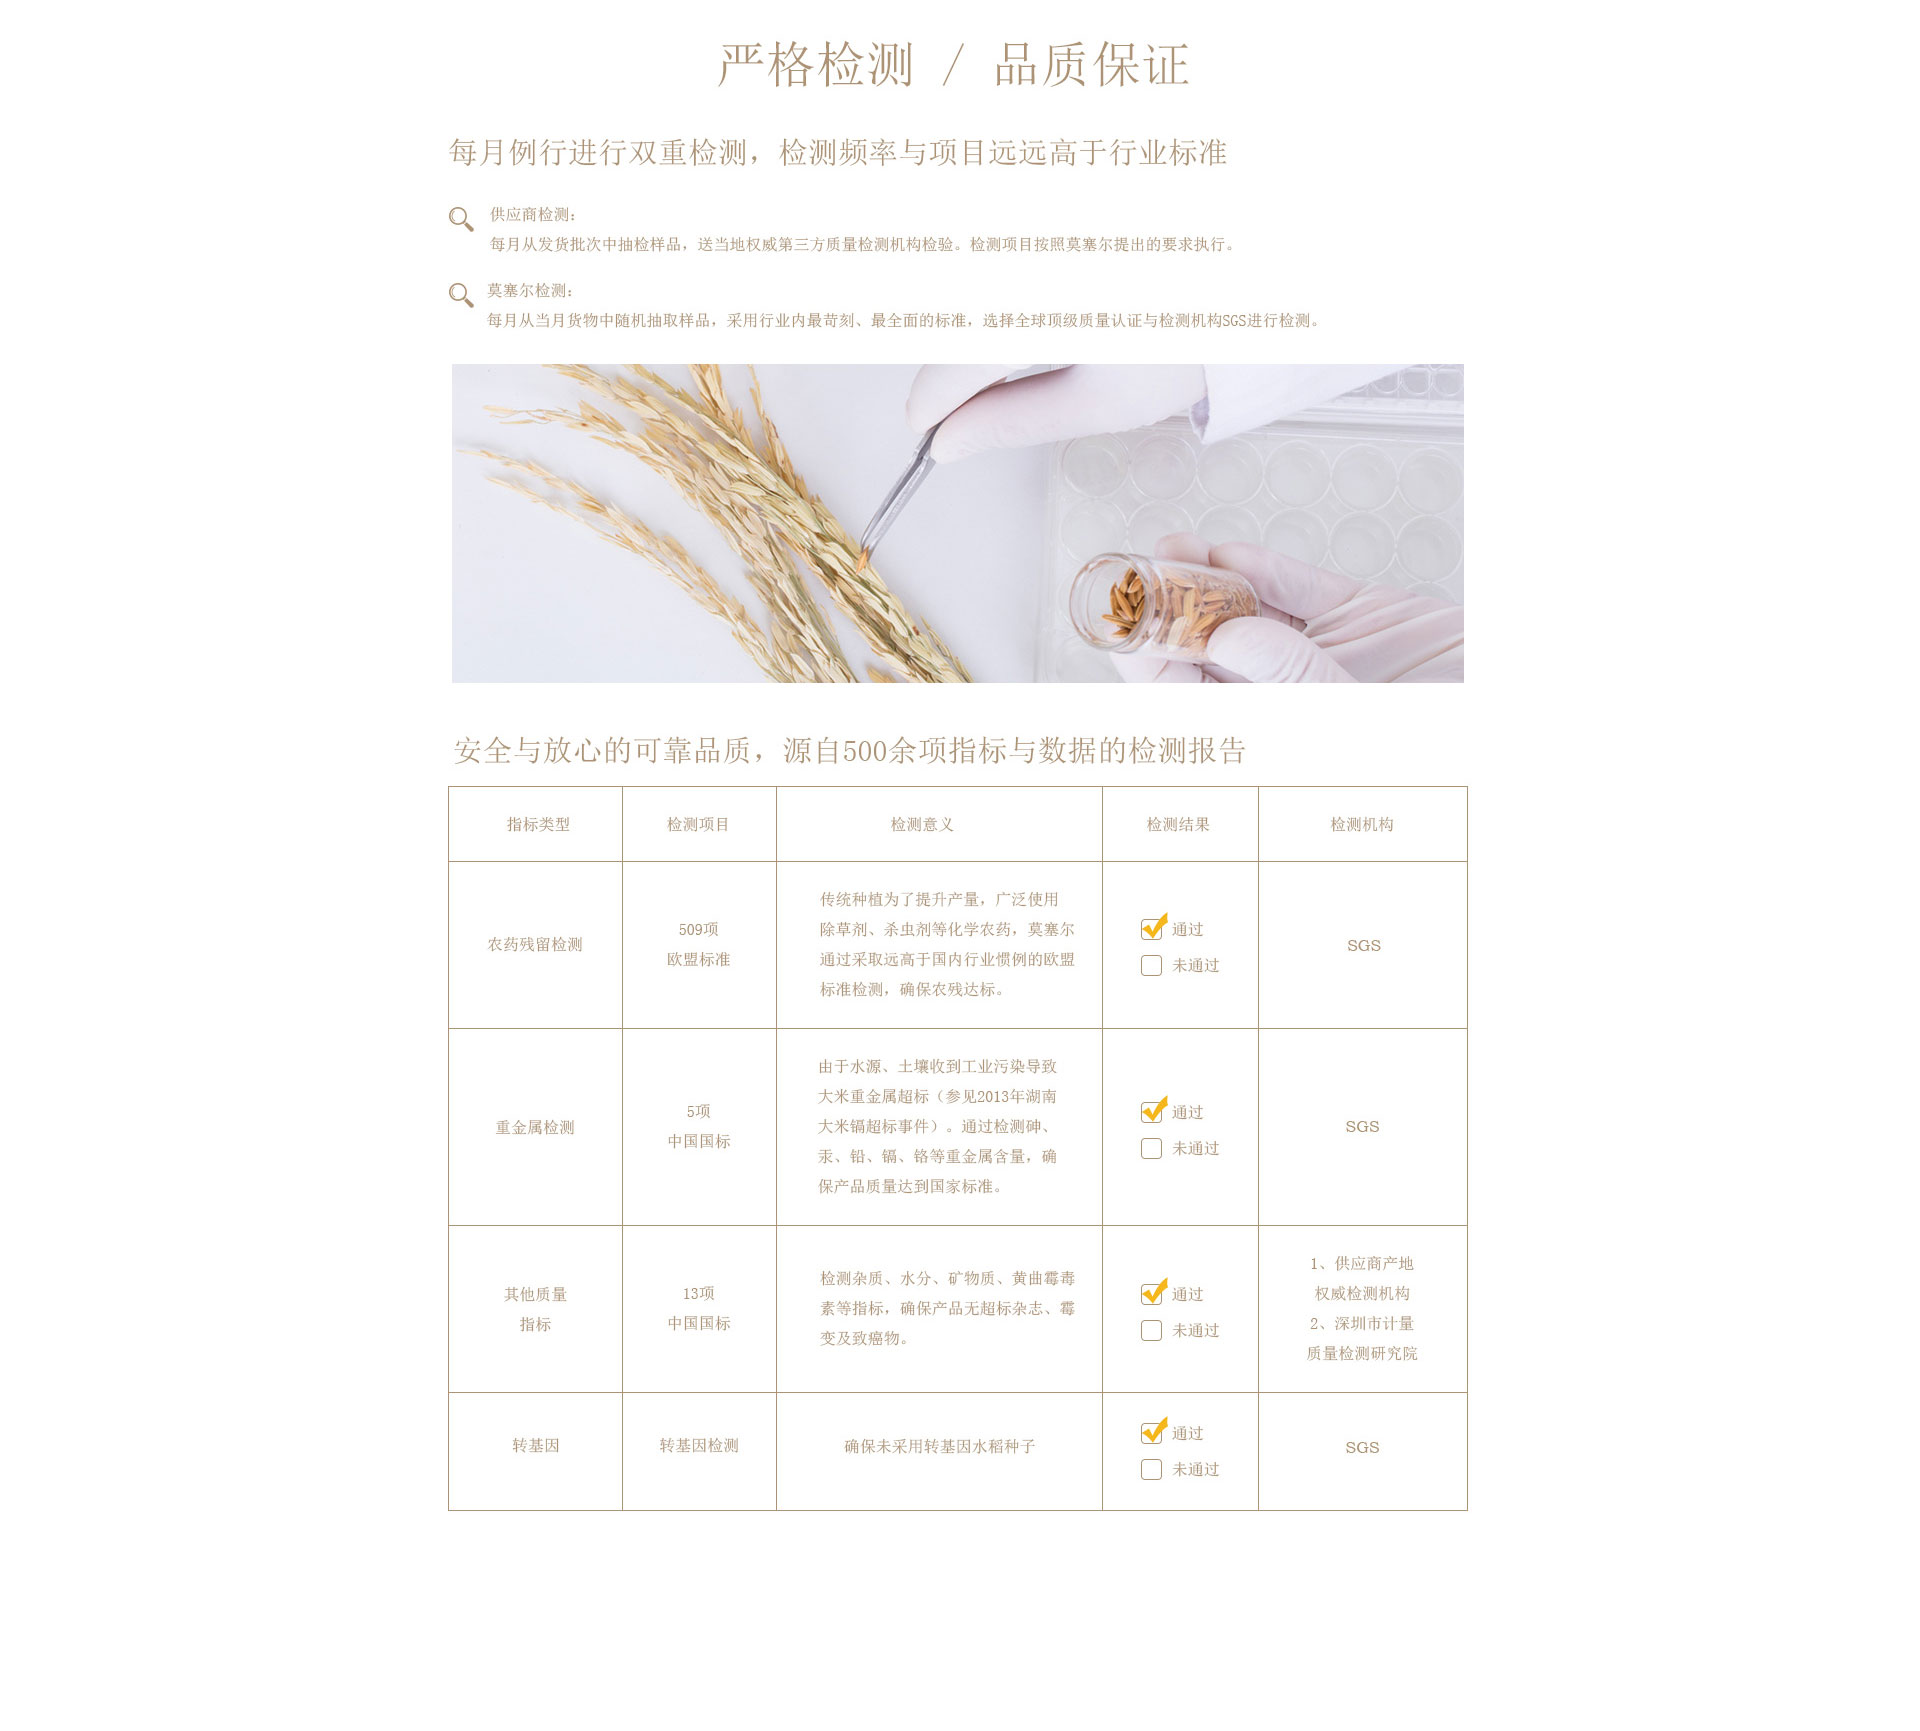 严格检测 / 品质保证
每月例行进行双重检测，检测频率与项目远远高于行业标准
供应商检测：
每月从发货批次中抽检样品，送当地权威第三方质量检测机构检验。检测项目按照莫塞尔提出的要求执行。
莫塞尔检测：
每月从当月货物中随机抽取样品，采用行业内最苛刻、最全面的标准，选择全球顶级质量认证与检测机构SGS进行检测。
安全与放心的可靠品质，源自500余项指标与数据的检测报告
指标类型
检测项目
检测意义
检测结果
检测机构
农药残留检测
509项
欧盟标准
传统种植为了提升产量，广泛使用
除草剂、杀虫剂等化学农药，莫塞尔
通过采取远高于国内行业惯例的欧盟
标准检测，确保农残达标。
通过
未通过
SGS
重金属检测
5项
中国国标
由于水源、土壤收到工业污染导致
大米重金属超标（参见2013年湖南
大米镉超标事件）。通过检测砷、
汞、铅、镉、铬等重金属含量，确
保产品质量达到国家标准。
通过
未通过
SGS
其他质量
指标
13项
中国国标
检测杂质、水分、矿物质、黄曲霉毒
素等指标，确保产品无超标杂志、霉
变及致癌物。
通过
未通过
1、供应商产地
权威检测机构
2、深圳市计量
质量检测研究院
转基因
转基因检测
确保未采用转基因水稻种子
通过
未通过
SGS